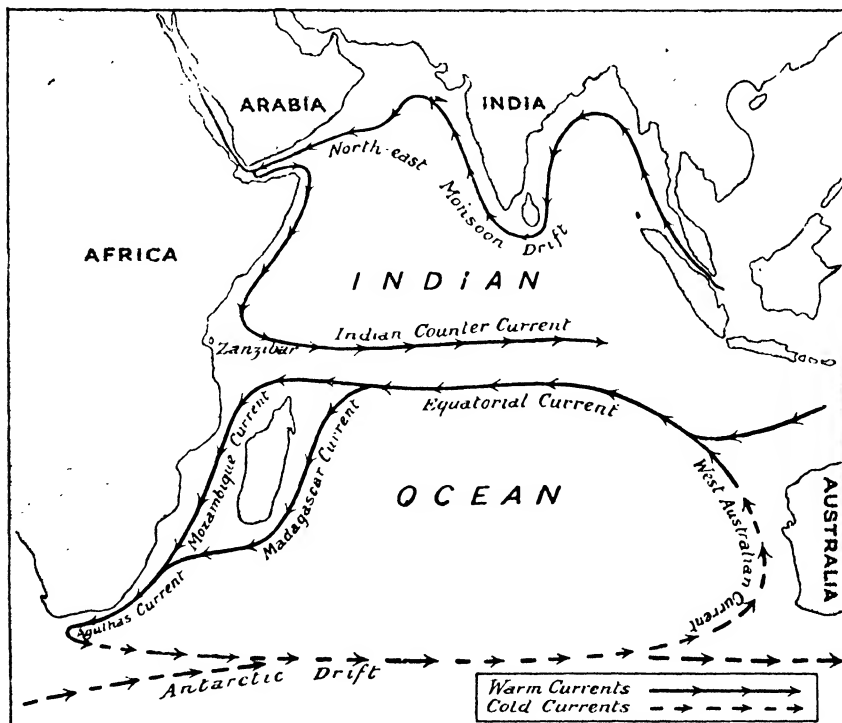 ARABIA
INDIA
North-east
Monsoon
Drift
AFRICA
INDIAN
Zanzibar
Indian Counter Current
Equatorial Current
Mozambique Current
Madagascar Current
OCEAN
West Australian
Current
AUSTRALIA
Agulhas Current
Antarctic Drift
Warm Currents
Cold Currents